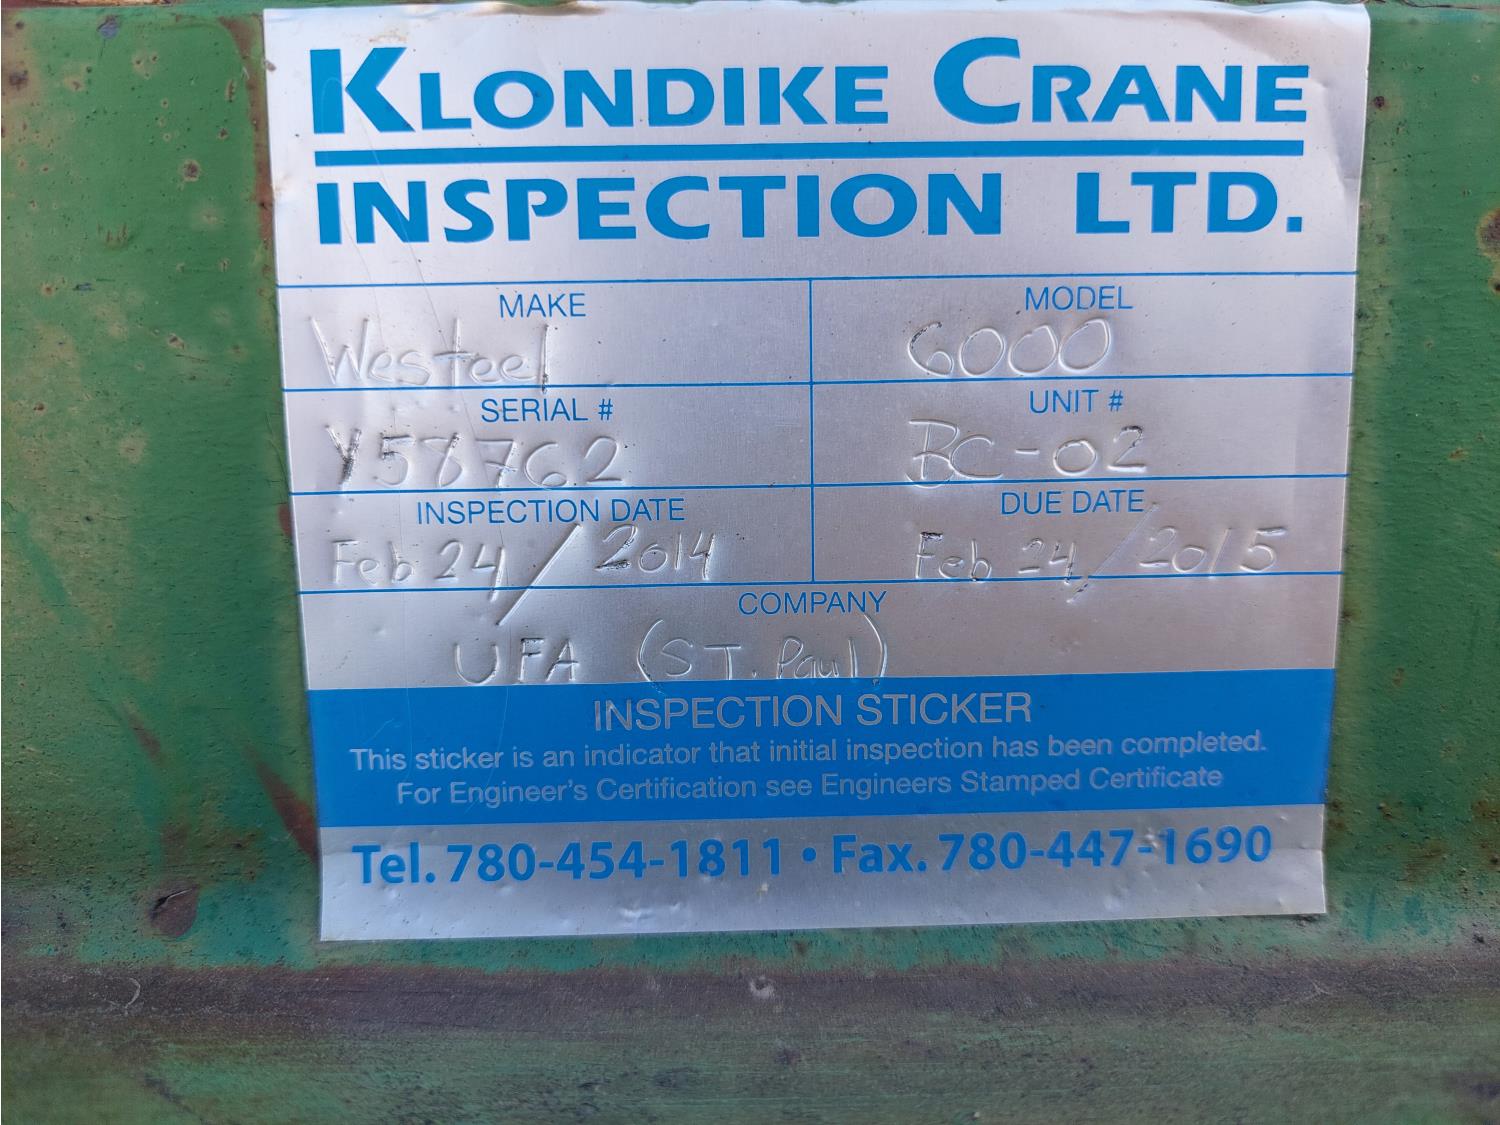 KLONDIKE CRANE
INSPECTION LTD.
MAKE MODEL
Westeel 6000
SERIAL # UNIT #
Y58762 BC-02
INSPECTION DATE DUE DATE
Feb 24/2014 Feb 24/2015
COMPANY
UFA (ST. Paul)
INSPECTION STICKER
This sticker is an indicator that initial inspection has been completed.
For Engineer's Certification see Engineers Stamped Certificate
Tel. 780-454-1811 • Fax. 780-447-1690